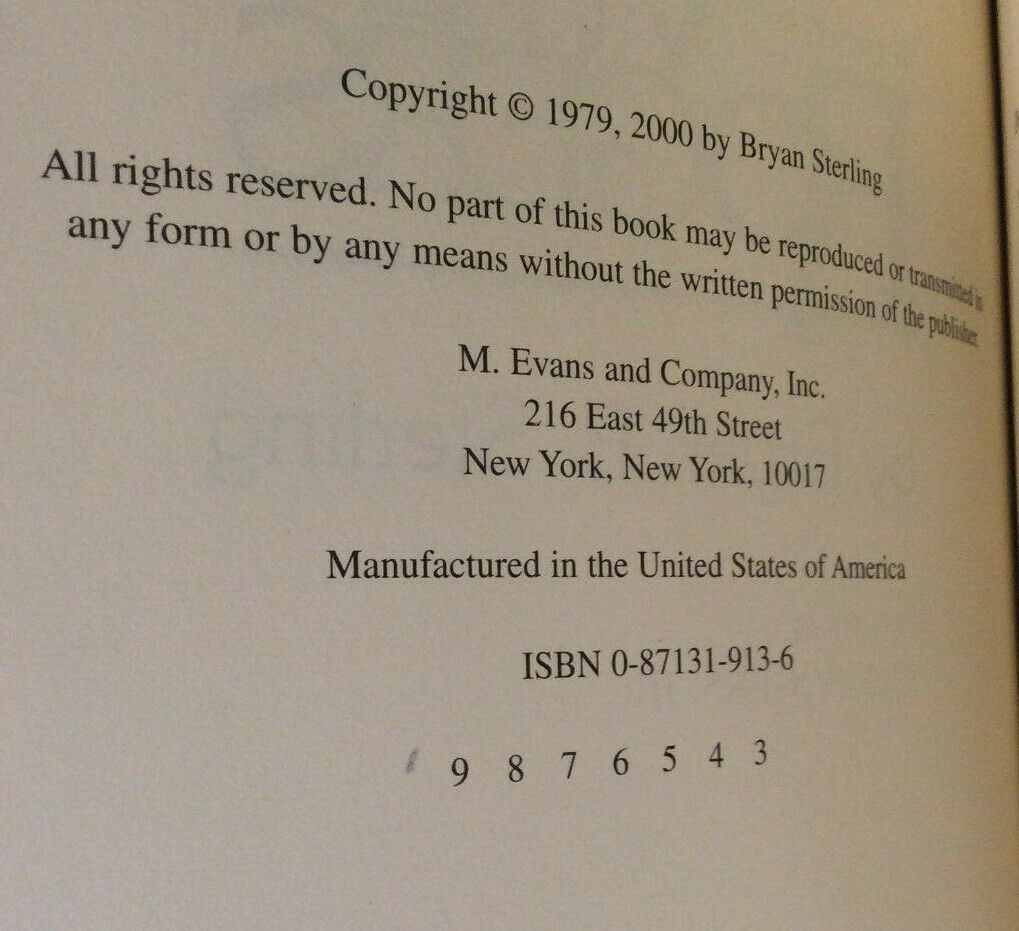 Copyright © 1979, 2000 by Bryan Sterling
All rights reserved. No part of this book may be reproduced or transmitted in
any form or by any means without the written permission of the publisher.
M. Evans and Company, Inc.
216 East 49th Street
New York, New York, 10017
Manufactured in the United States of America
ISBN 0-87131-913-6
9 8 7 6 5 4 3